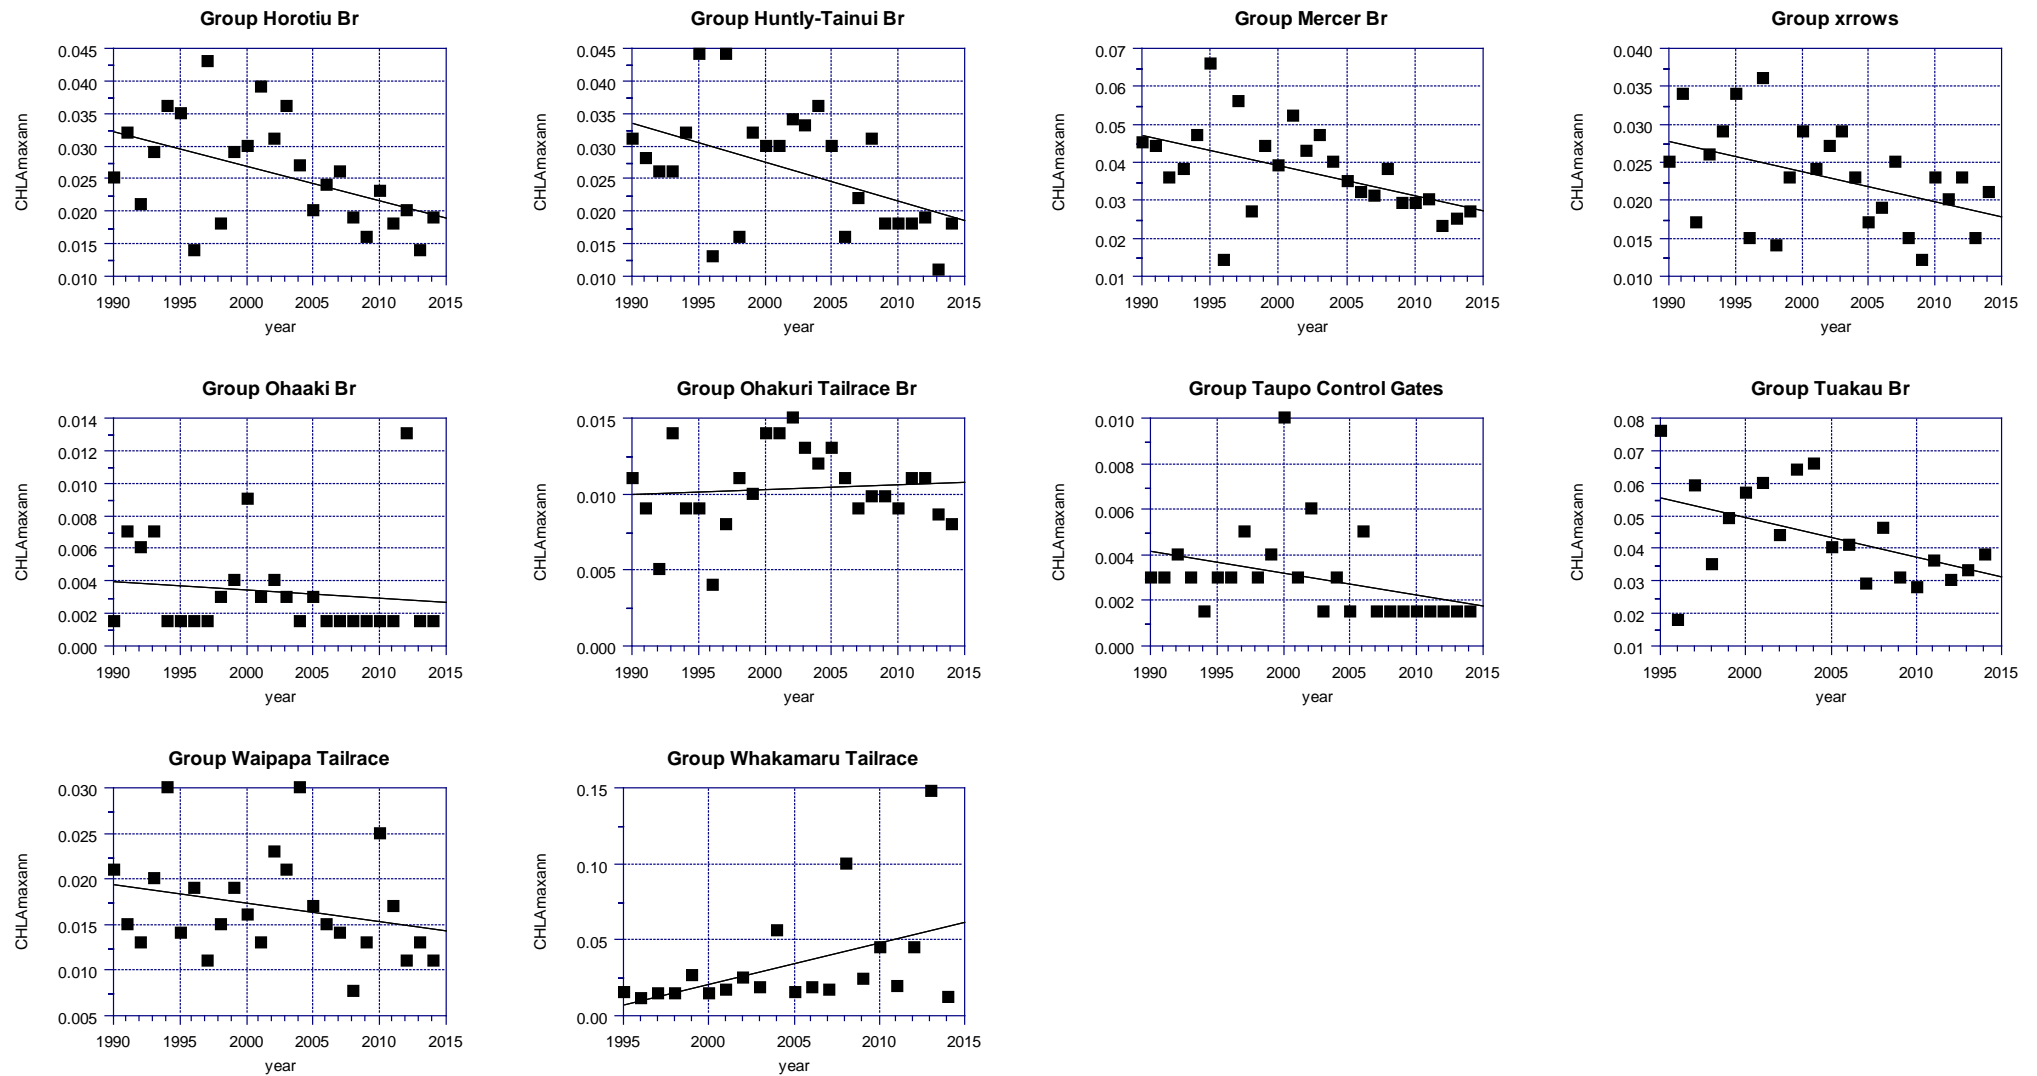 Group Horotiu Br
CHLAmaxann
0.045
0.040
0.035
0.030
0.025
0.020
0.015
0.010
1990 1995 2000 2005 2010 2015
year
Group Huntly-Tainui Br
CHLAmaxann
0.045
0.040
0.035
0.030
0.025
0.020
0.015
0.010
1990 1995 2000 2005 2010 2015
year
Group Mercer Br
CHLAmaxann
0.07
0.06
0.05
0.04
0.03
0.02
0.01
1990 1995 2000 2005 2010 2015
year
Group xrrows
CHLAmaxann
0.040
0.035
0.030
0.025
0.020
0.015
0.010
1990 1995 2000 2005 2010 2015
year
Group Ohaaki Br
CHLAmaxann
0.014
0.012
0.010
0.008
0.006
0.004
0.002
0.000
1990 1995 2000 2005 2010 2015
year
Group Ohakuri Tailrace Br
CHLAmaxann
0.015
0.010
0.005
0.000
1990 1995 2000 2005 2010 2015
year
Group Taupo Control Gates
CHLAmaxann
0.010
0.008
0.006
0.004
0.002
0.000
1990 1995 2000 2005 2010 2015
year
Group Tuakau Br
CHLAmaxann
0.08
0.07
0.06
0.05
0.04
0.03
0.02
0.01
1995 2000 2005 2010 2015
year
Group Waipapa Tailrace
CHLAmaxann
0.030
0.025
0.020
0.015
0.010
0.005
1990 1995 2000 2005 2010 2015
year
Group Whakamaru Tailrace
CHLAmaxann
0.15
0.10
0.05
0.00
1995 2000 2005 2010 2015
year